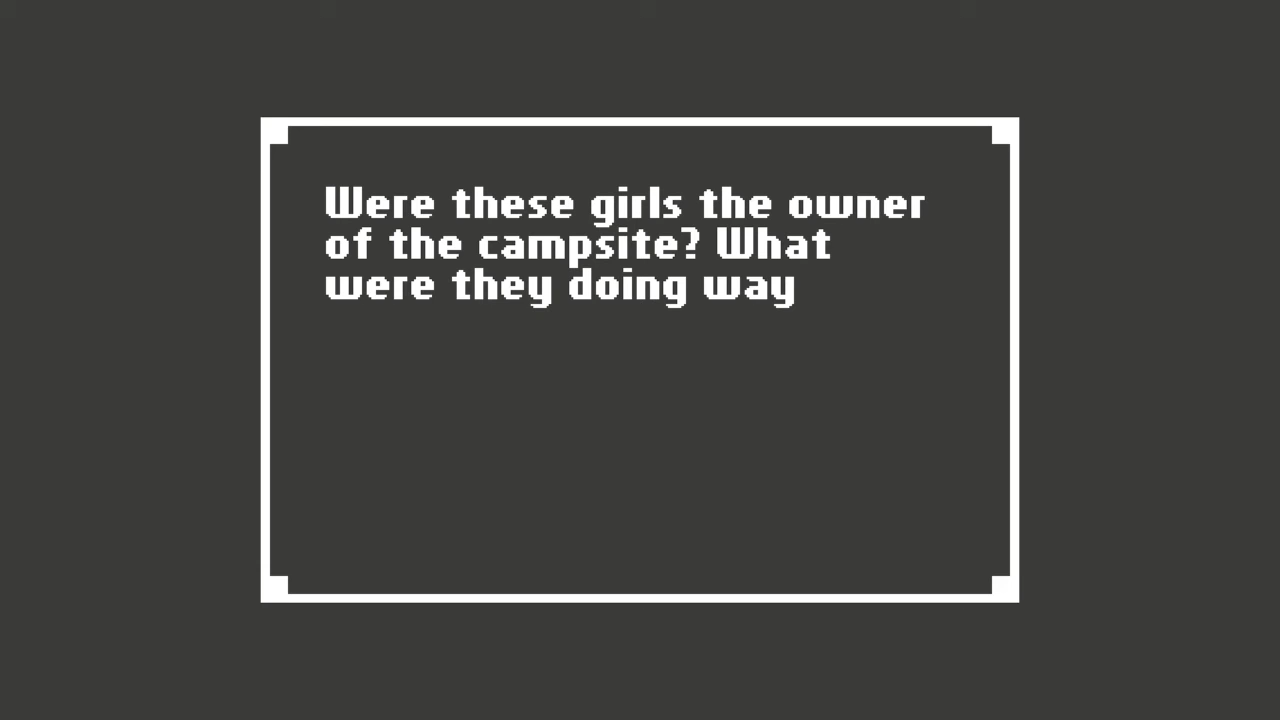 Were these girls the owner
of the campsite? What
were they doing way